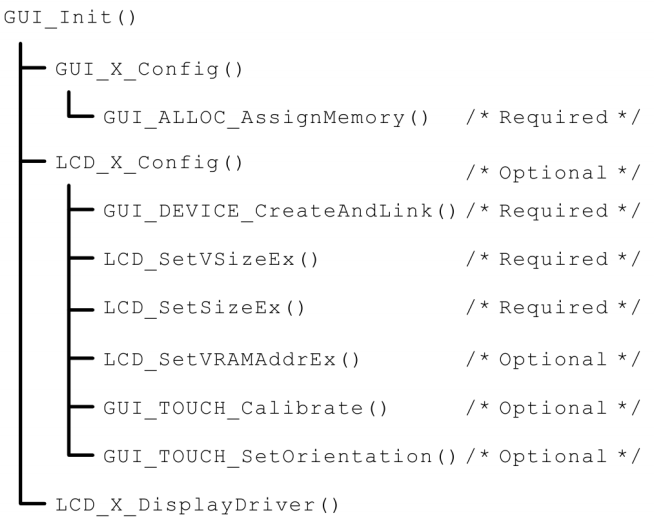 GUI_Init()
GUI_X_Config()
GUI_ALLOC_AssignMemory() /* Required */
LCD_X_Config()
/* Optional */
GUI_DEVICE_CreateAndLink() /* Required */
LCD_SetVSizeEx() /* Required */
LCD_SetSizeEx() /* Required */
LCD_SetVRAMAddrEx() /* Optional */
GUI_TOUCH_Calibrate() /* Optional */
GUI_TOUCH_SetOrientation() /* Optional */
LCD_X_DisplayDriver()